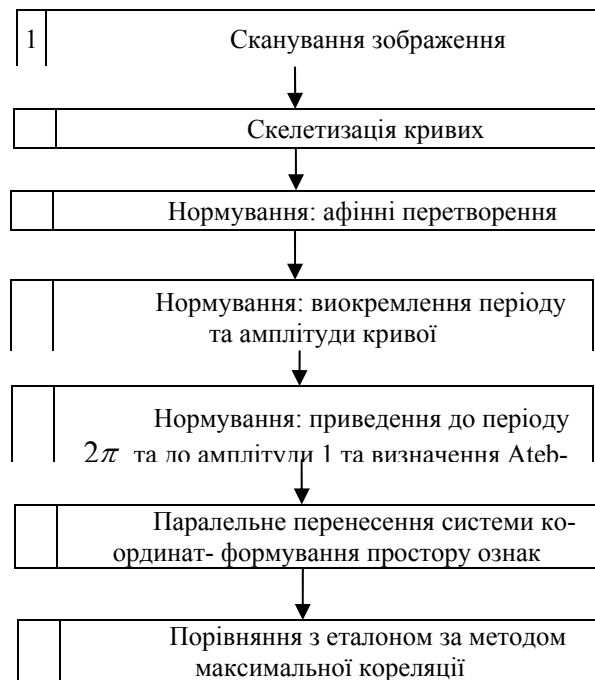 1 Сканування зображення
Скелетизація кривих
Нормування: афінні перетворення
Нормування: виокремлення періоду
та амплітуди кривої
Нормування: приведення до періоду
2π та до амплітуди 1 та визначення Ateb-
Паралельне перенесення системи ко-
ординат- формування простору ознак
Порівняння з еталоном за методом
максимальної кореляції